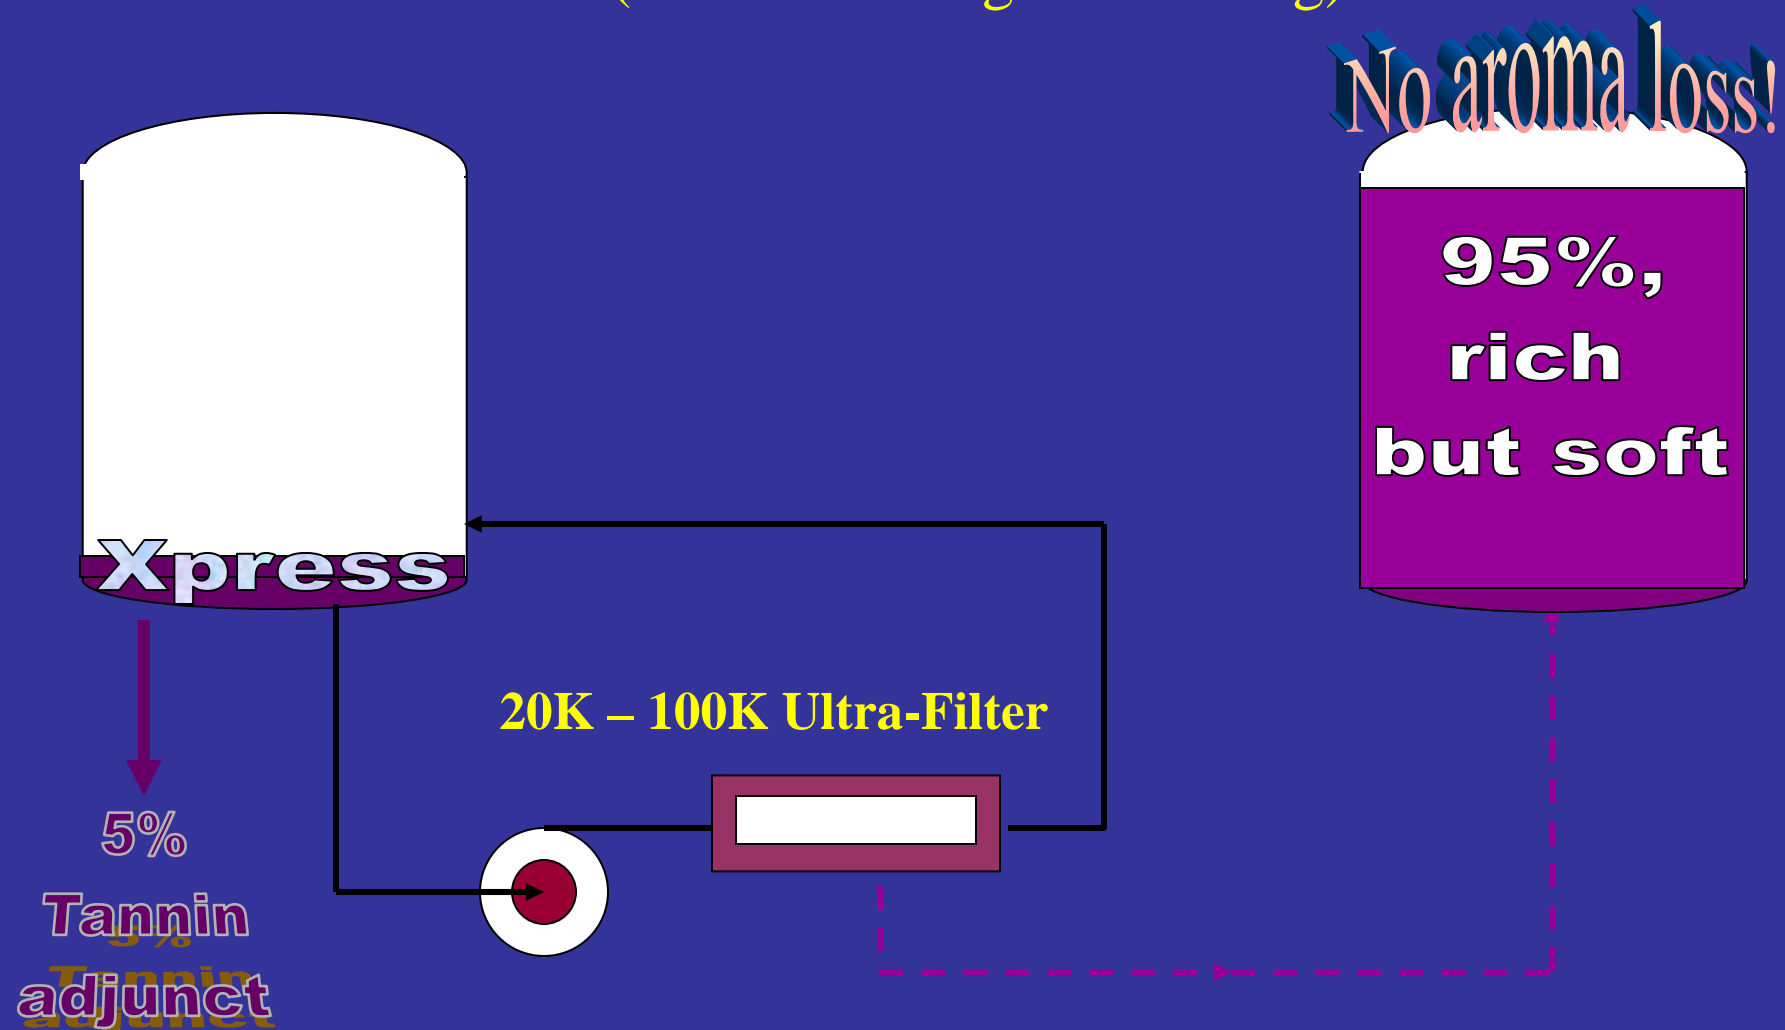 No aroma loss!
95%,
rich
but soft
Xpress
20K – 100K Ultra-Filter
5%
Tannin
adjunct